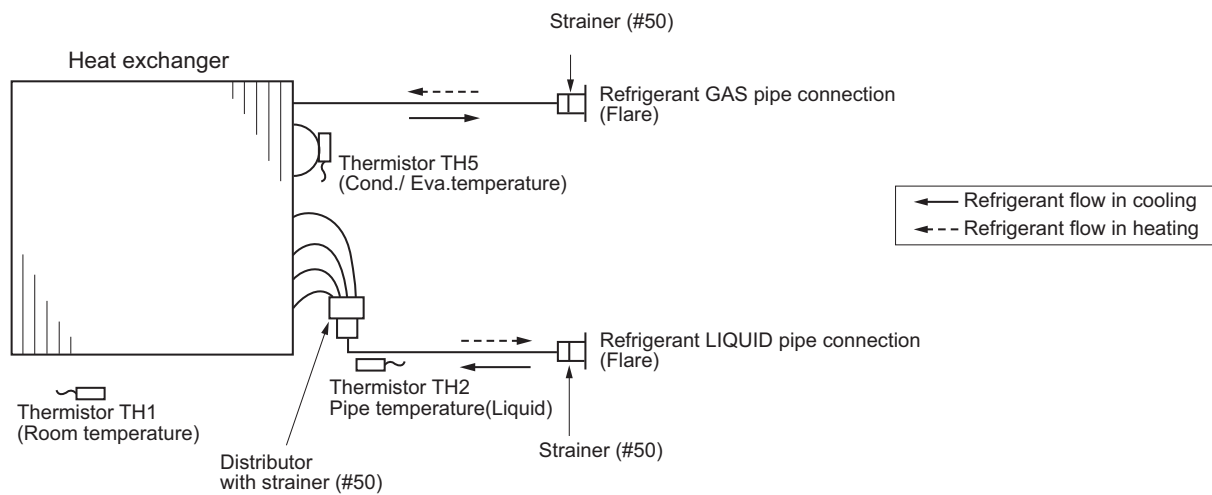 Strainer (#50)
Heat exchanger
Refrigerant GAS pipe connection
(Flare)
Thermistor TH5
(Cond./ Eva.temperature)
Refrigerant flow in cooling
Refrigerant flow in heating
Refrigerant LIQUID pipe connection
(Flare)
Thermistor TH1
(Room temperature)
Thermistor TH2
Pipe temperature(Liquid)
Strainer (#50)
Distributor
with strainer (#50)